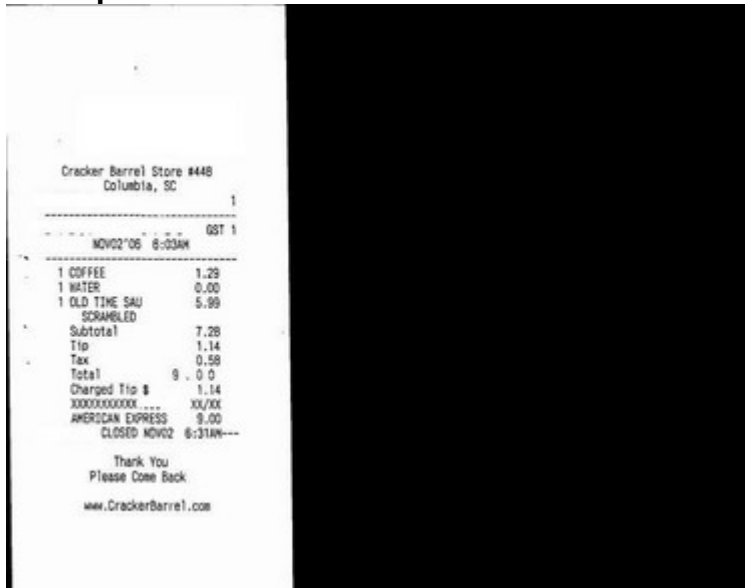 Cracker Barrel Store #448
Columbia, SC
1
GST 1
NOV02'06 6:03AM
1 COFFEE 1.29
1 WATER 0.00
1 OLD TIME SAU 5.99
SCRAMBLED
Subtotal 7.28
Tip 1.14
Tax 0.58
Total 9.00
Charged Tip $ 1.14
XXXXXXXXXXX.... XX/XX
AMERICAN EXPRESS 9.00
CLOSED NOV02 6:31AM---
Thank You
Please Come Back
www.CrackerBarrel.com